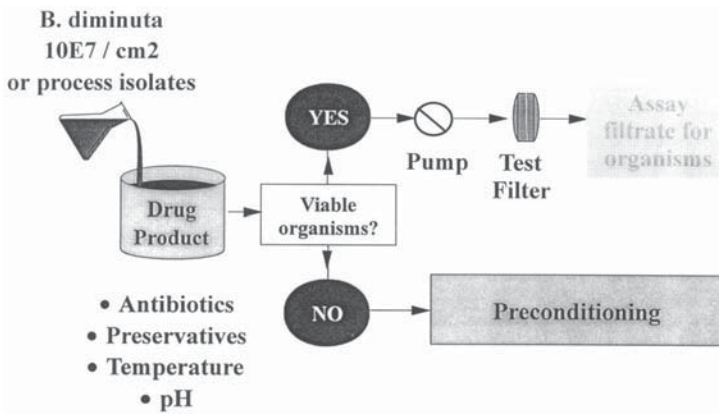 B. diminuta
10E7 / cm2
or process isolates
YES
Assay
filtrate for
organisms
Pump
Test
Filter
Drug
Product
Viable
organisms?
NO
Preconditioning
• Antibiotics
• Preservatives
• Temperature
• pH